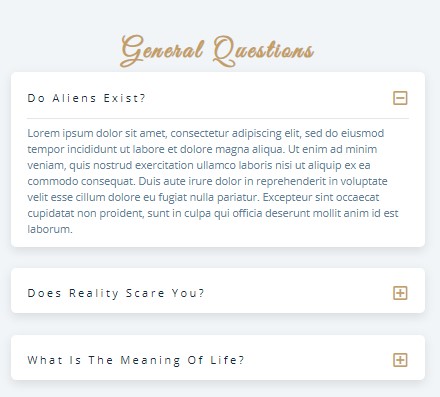 General Questions
Do Aliens Exist?
Lorem ipsum dolor sit amet, consectetur adipiscing elit, sed do eiusmod
tempor incididunt ut labore et dolore magna aliqua. Ut enim ad minim
veniam, quis nostrud exercitation ullamco laboris nisi ut aliquip ex ea
commodo consequat. Duis aute irure dolor in reprehenderit in voluptate
velit esse cillum dolore eu fugiat nulla pariatur. Excepteur sint occaecat
cupidatat non proident, sunt in culpa qui officia deserunt mollit anim id est
laborum.
Does Reality Scare You?
What Is The Meaning Of Life?